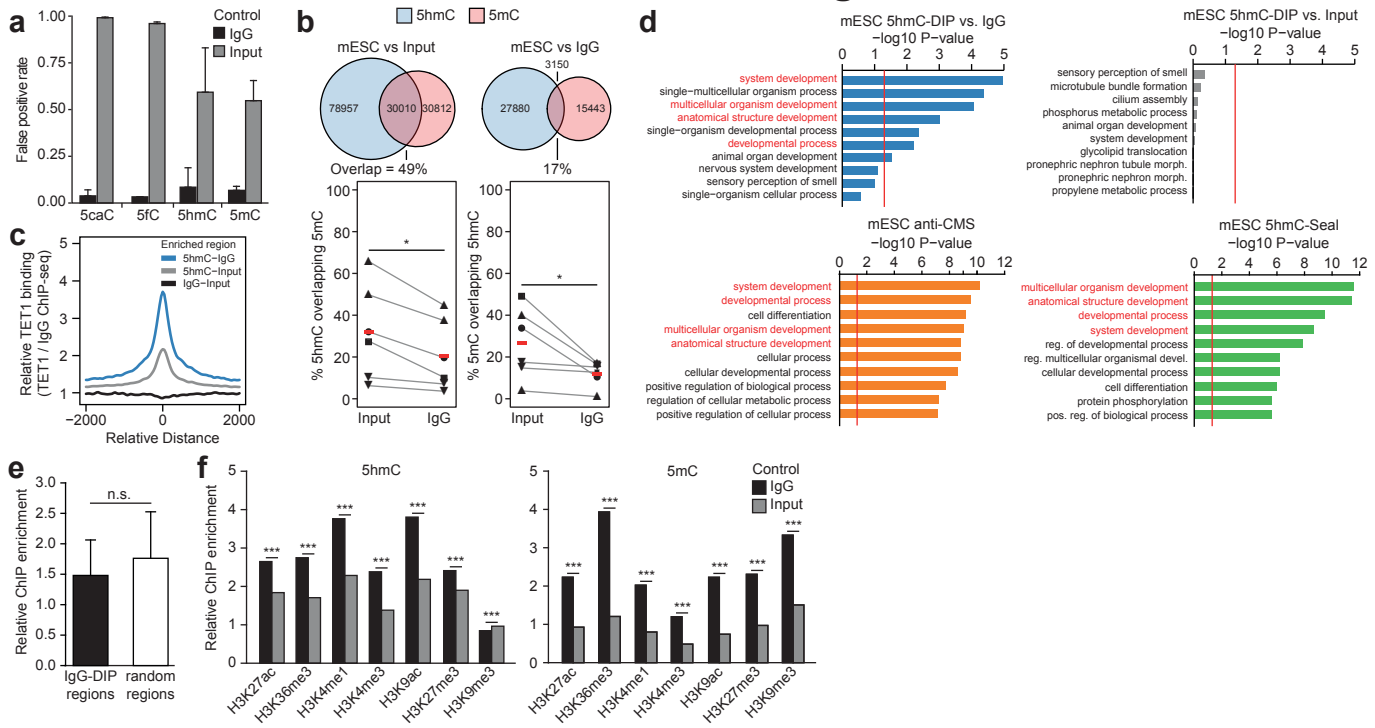 a
Control
IgG
Input
False positive rate
1.00
0.75
0.50
0.25
0.00
5caC
5fC
5hmC
5mC
b
5hmC
5mC
mESC vs Input
78957
30010
30812
Overlap = 49%
mESC vs IgG
3150
27880
15443
17%
% 5hmC overlapping 5mC
100
80
60
40
20
0
*
Input
IgG
% 5mC overlapping 5hmC
100
80
60
40
20
0
*
Input
IgG
c
Relative TET1 binding
(TET1 / IgG ChIP-seq)
5
4
3
2
1
Enriched region
5hmC−IgG
5hmC−Input
IgG−Input
−2000
0
2000
Relative Distance
d
mESC 5hmC-DIP vs. IgG
−log10 P−value
0 1 2 3 4 5
system development
single-multicellular organism process
multicellular organism development
anatomical structure development
single-organism developmental process
developmental process
animal organ development
nervous system development
sensory perception of smell
single-organism cellular process
mESC 5hmC-DIP vs. Input
−log10 P−value
0 1 2 3 4 5
sensory perception of smell
microtubule bundle formation
cilium assembly
phosphorus metabolic process
animal organ development
system development
glycolipid translocation
pronephric nephron tubule morph.
pronephric nephron morph.
propylene metabolic process
mESC anti-CMS
−log10 P−value
0 2 4 6 8 10 12
system development
developmental process
cell differentiation
multicellular organism development
anatomical structure development
cellular process
cellular developmental process
positive regulation of biological process
regulation of cellular metabolic process
positive regulation of cellular process
mESC 5hmC-Seal
−log10 P−value
0 2 4 6 8 10 12
multicellular organism development
anatomical structure development
developmental process
system development
reg. of developmental process
reg. multicellular organismal devel.
cellular developmental process
cell differentiation
protein phosphorylation
pos. reg. of biological process
e
Relative ChIP enrichment
3.0
2.5
2.0
1.5
1.0
0.5
0.0
n.s.
IgG-DIP
regions
random
regions
f
5hmC
Relative ChIP enrichment
5
4
3
2
1
0
*** *** *** *** *** *** ***
H3K27ac
H3K36me3
H3K4me1
H3K4me3
H3K9ac
H3K27me3
H3K9me3
5mC
Control
IgG
Input
5
4
3
2
1
0
*** *** *** *** *** *** ***
H3K27ac
H3K36me3
H3K4me1
H3K4me3
H3K9ac
H3K27me3
H3K9me3